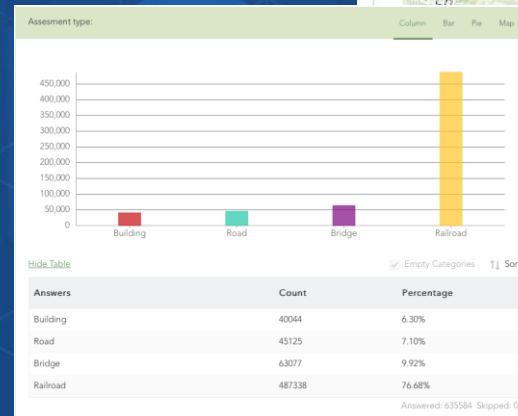 Assesment type:
Column Bar Pie Map
450,000
400,000
350,000
300,000
250,000
200,000
150,000
100,000
50,000
0
Building Road Bridge Railroad
Hide Table Empty Categories Sor
Answers Count Percentage
Building 40044 6.30%
Road 45125 7.10%
Bridge 63077 9.92%
Railroad 487338 76.68%
Answered: 635584 Skipped: 0